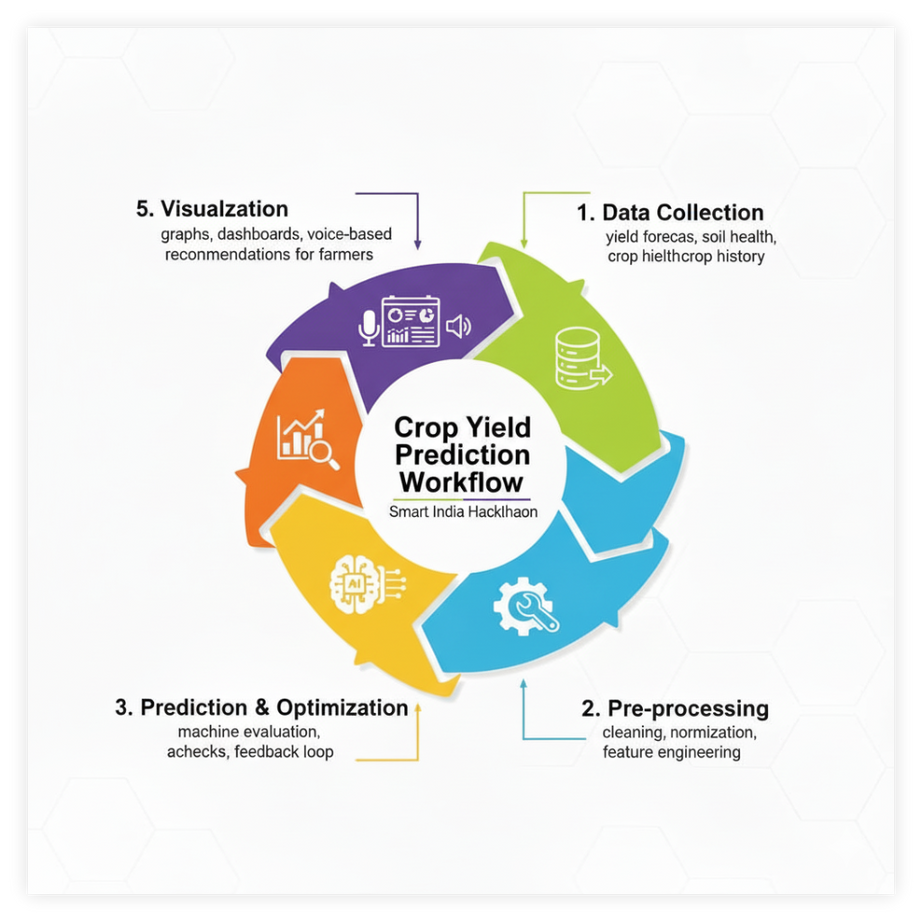 5. Visualzation
graphs, dashboards, voice-based
reconmendations for farmers
1. Data Collection
yield forecas, soil health,
crop hielthcrop history
Crop Yield
Prediction
Workflow
Smart India Hacklhaon
AI
3. Prediction & Optimization
machine evaluation,
achecks, feedback loop
2. Pre-processing
cleaning, normization,
feature engineering